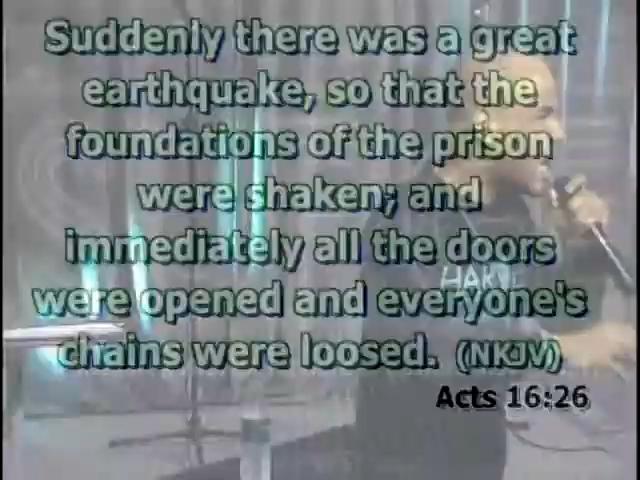 Suddenly there was a great
earthquake, so that the
foundations of the prison
were shaken; and
immediately all the doors
were opened and everyone's
chains were loosed. (NKJV)
Acts 16:26